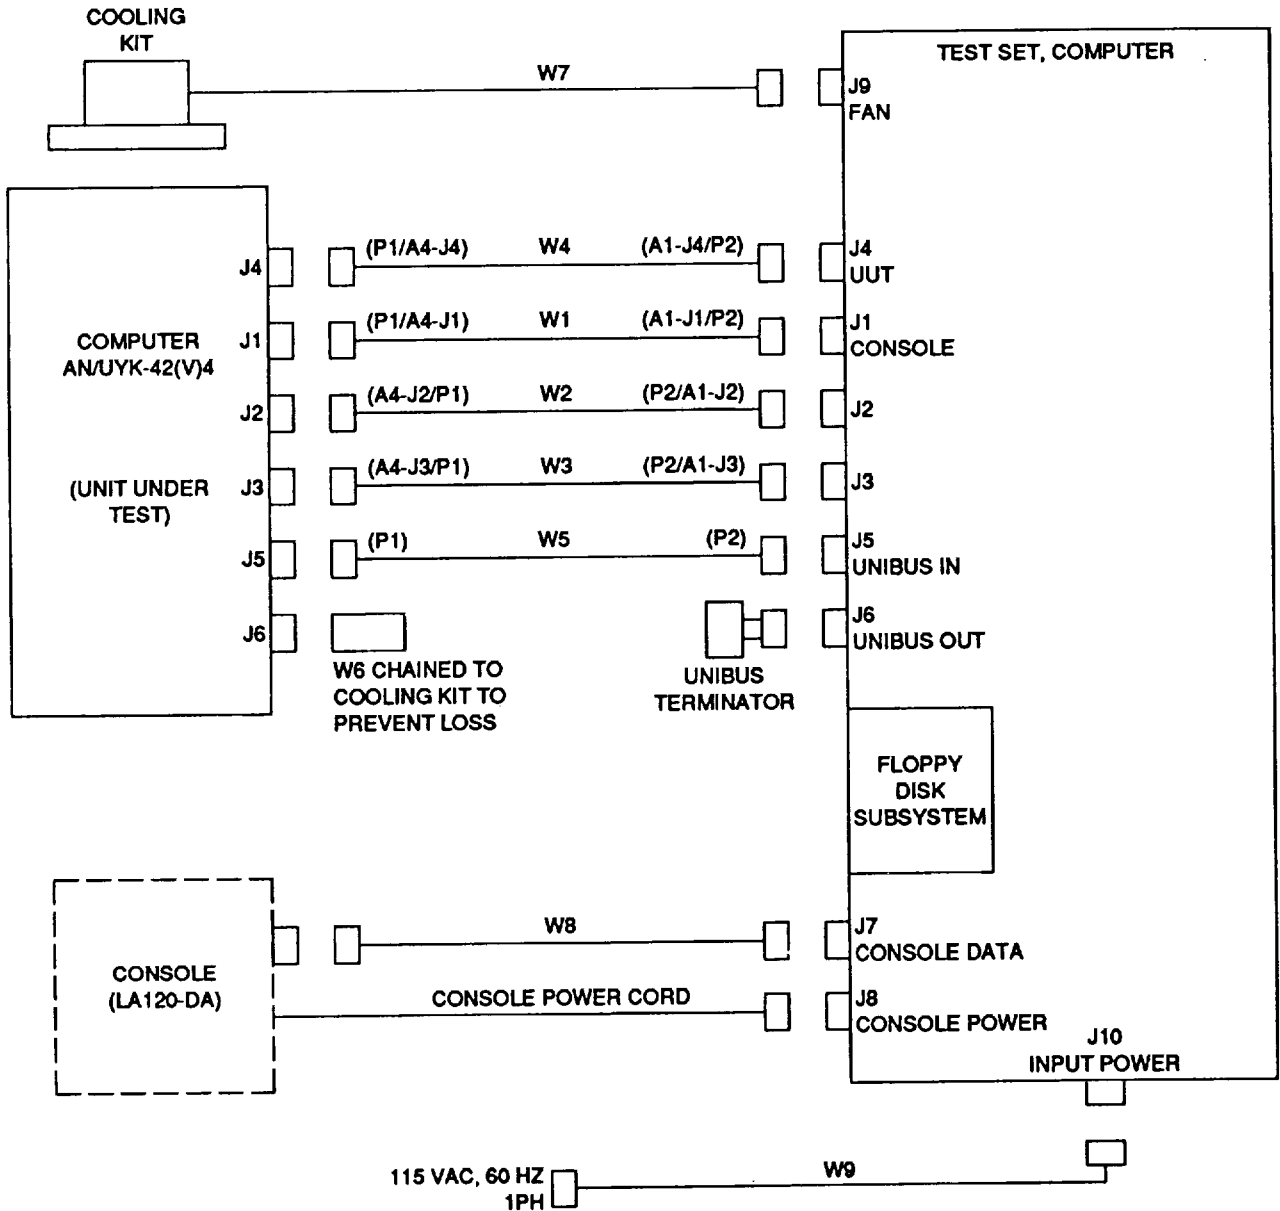 COOLING
KIT
TEST SET, COMPUTER
W7
J9
FAN
J4
(P1/A4-J4)
W4
(A1-J4/P2)
J4
UUT
COMPUTER
AN/UYK-42(V)4
J1
(P1/A4-J1)
W1
(A1-J1/P2)
J1
CONSOLE
J2
(A4-J2/P1)
W2
(P2/A1-J2)
J2
(UNIT UNDER
TEST)
J3
(A4-J3/P1)
W3
(P2/A1-J3)
J3
J5
(P1)
W5
(P2)
J5
UNIBUS IN
J6
W6 CHAINED TO
COOLING KIT TO
PREVENT LOSS
UNIBUS
TERMINATOR
J6
UNIBUS OUT
FLOPPY
DISK
SUBSYSTEM
CONSOLE
(LA120-DA)
W8
J7
CONSOLE DATA
CONSOLE POWER CORD
J8
CONSOLE POWER
J10
INPUT POWER
115 VAC, 60 HZ
1PH
W9